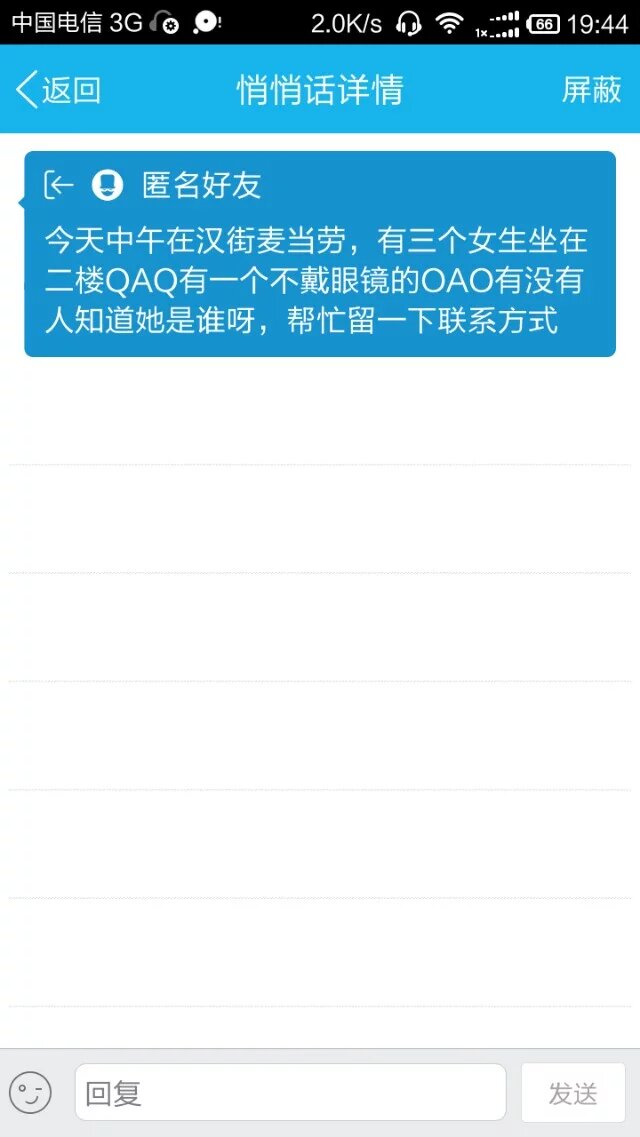 中国电信 3G 2.0K/s 1x 66 19:44
返回 悄悄话详情 屏蔽
匿名好友
今天中午在汉街麦当劳，有三个女生坐在
二楼QAQ有一个不戴眼镜的OAO有没有
人知道她是谁呀，帮忙留一下联系方式
回复 发送